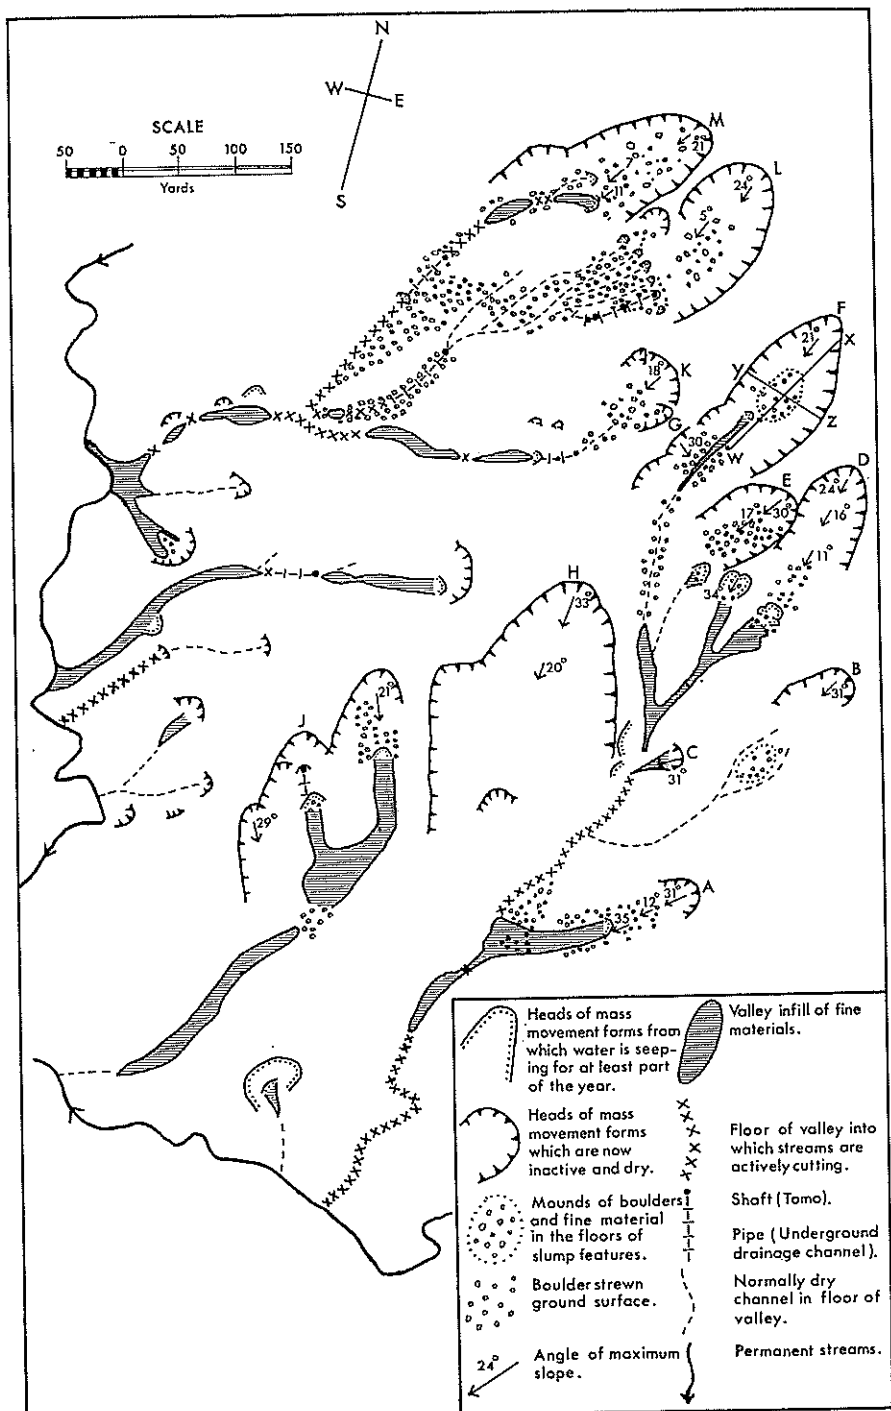 N
W
E
S
SCALE
50 0 50 100 150
Yards
M
21°
7°
11
L
24°
5°
F
21°
X
Y
Z
W
K
18°
G
30°
D
24°
16°
11°
E
17°
30°
34°
H
33°
20°
B
31°
C
31°
J
21°
29°
A
31°
12°
35
Heads of mass
movement forms from
which water is seep-
ing for at least part
of the year.
Valley infill of fine
materials.
Heads of mass
movement forms
which are now
inactive and dry.
Floor of valley into
which streams are
actively cutting.
Mounds of boulders
and fine material
in the floors of
slump features.
Shaft (Tomo).
Pipe (Underground
drainage channel).
Boulder strewn
ground surface.
Normally dry
channel in floor of
valley.
24°
Angle of maximum
slope.
Permanent streams.